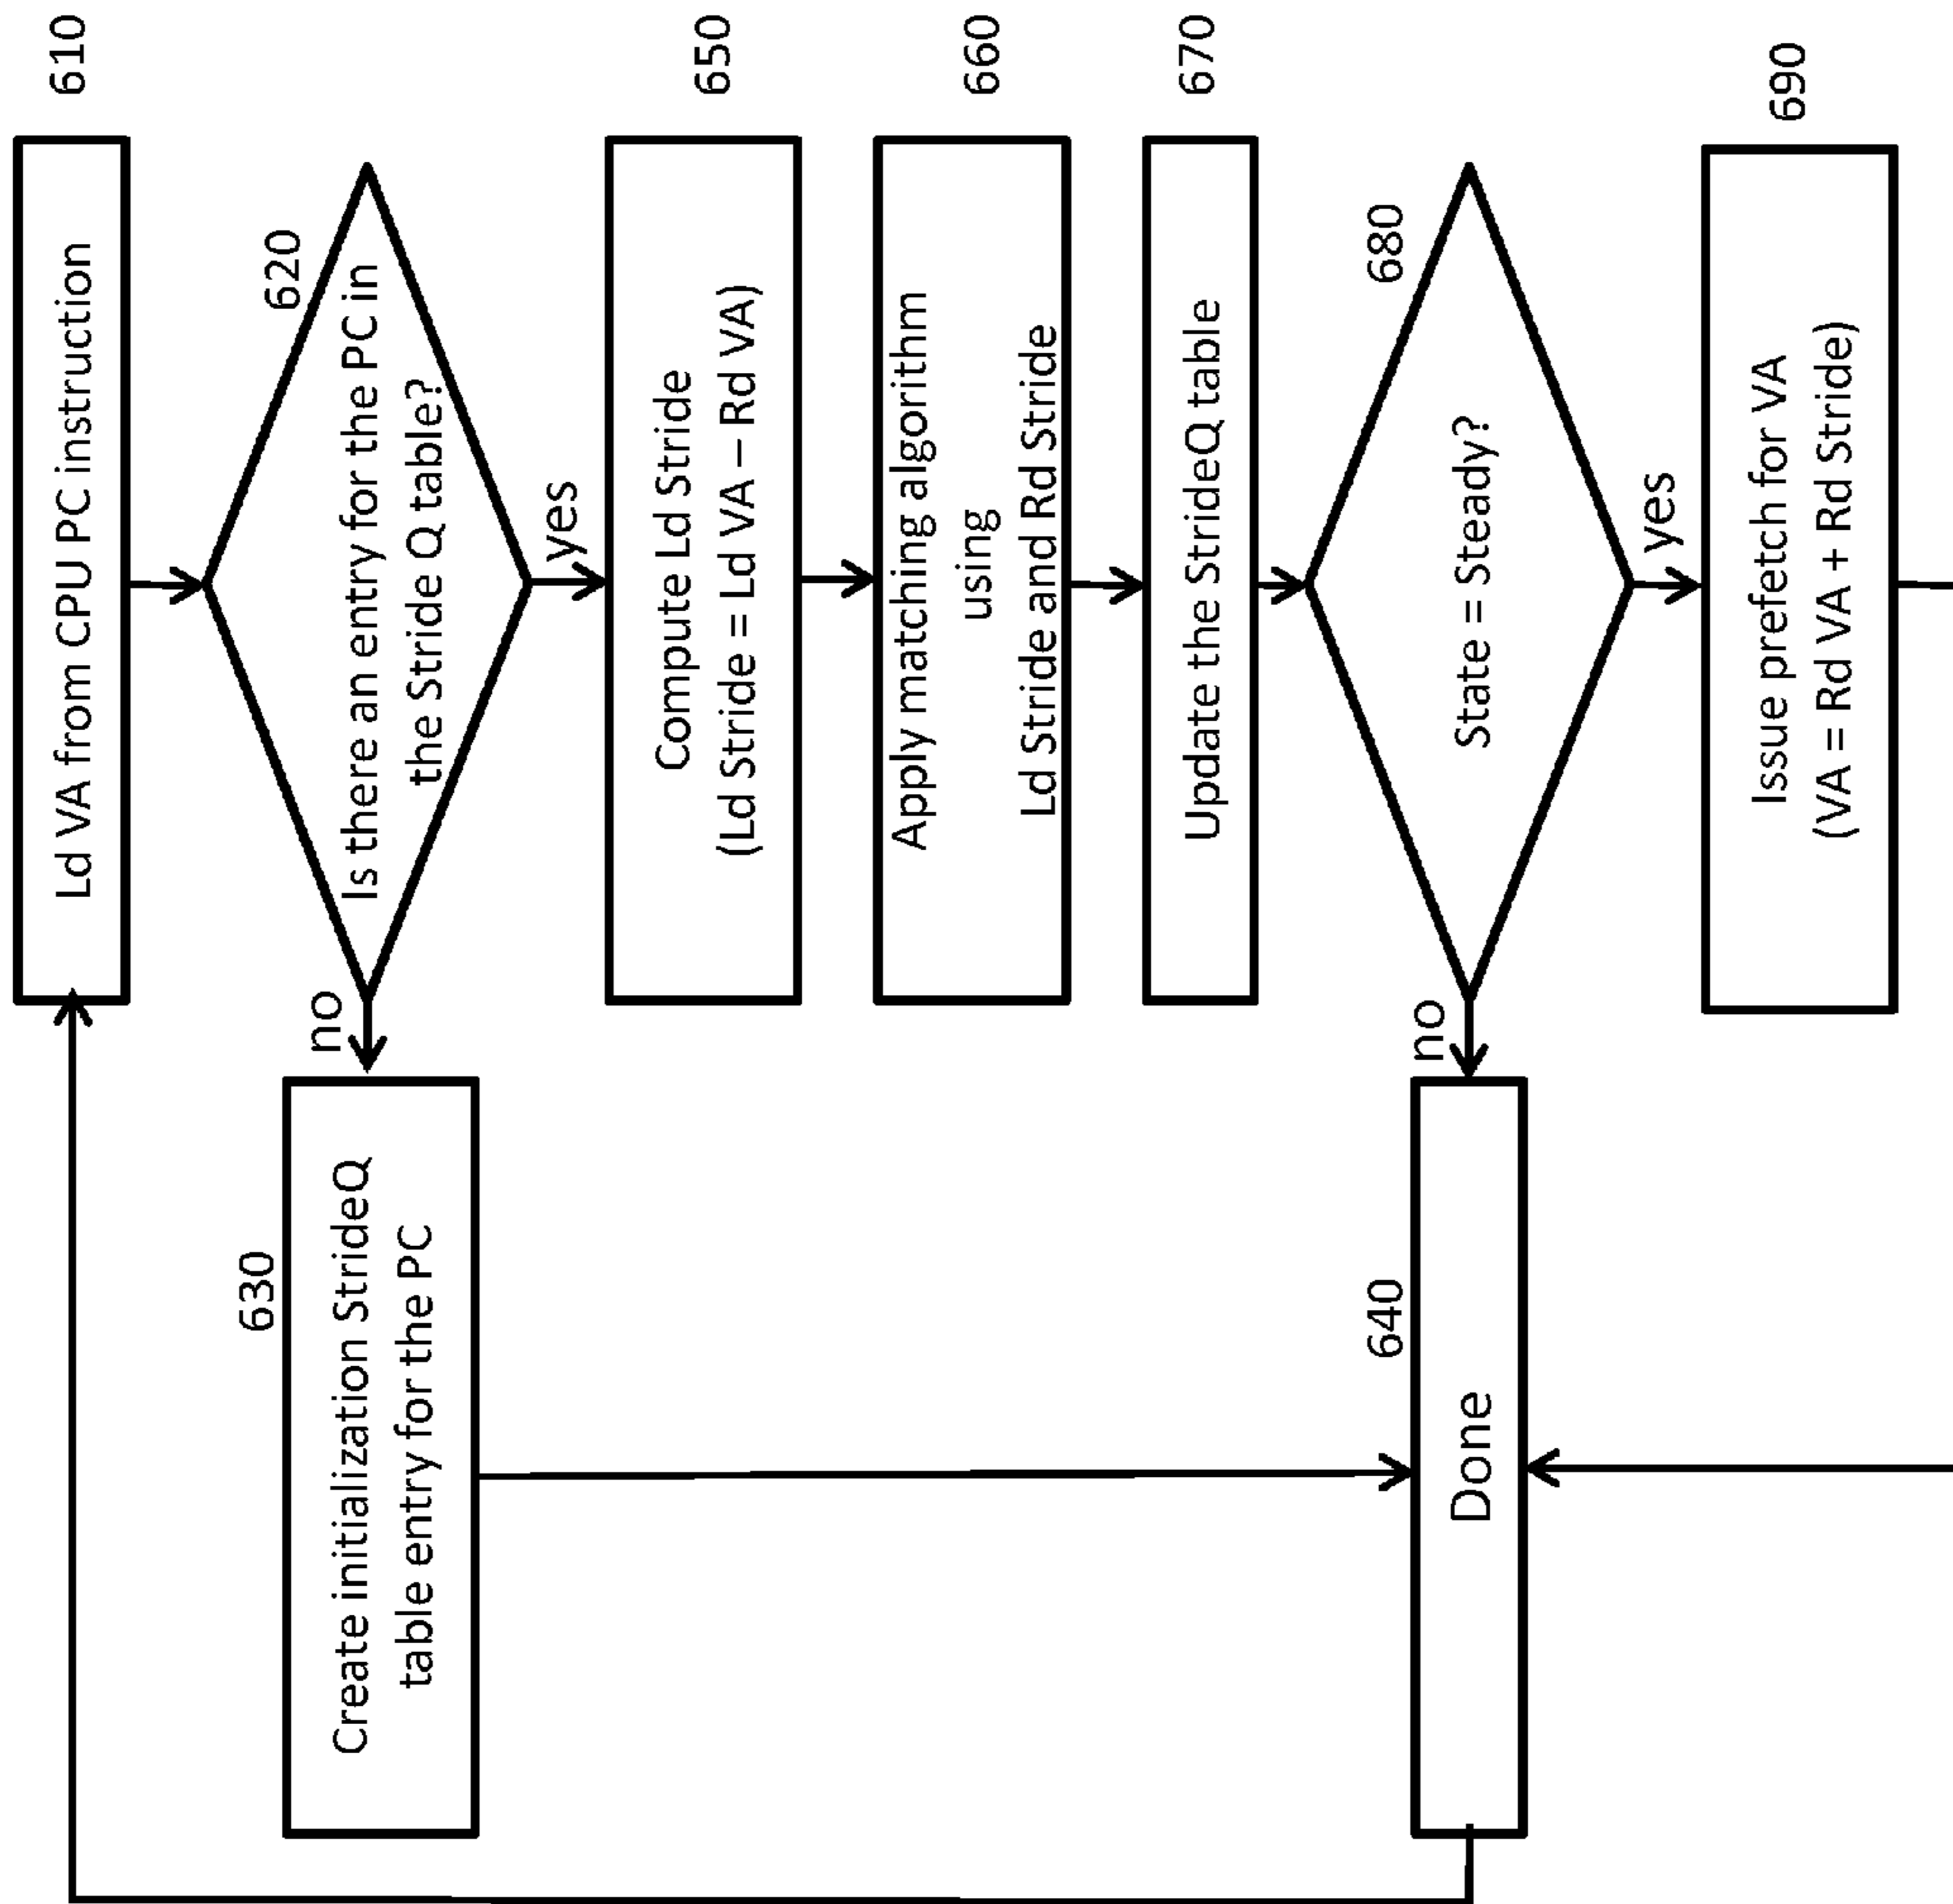 610
Ld VA from CPU PC instruction
620
Is there an entry for the PC in
the Stride Q table?
no
yes
630
Create initialization StrideQ
table entry for the PC
650
Compute Ld Stride
(Ld Stride = Ld VA – Rd VA)
660
Apply matching algorithm
using
Ld Stride and Rd Stride
670
Update the StrideQ table
680
State = Steady?
no
yes
640
Done
690
Issue prefetch for VA
(VA = Rd VA + Rd Stride)